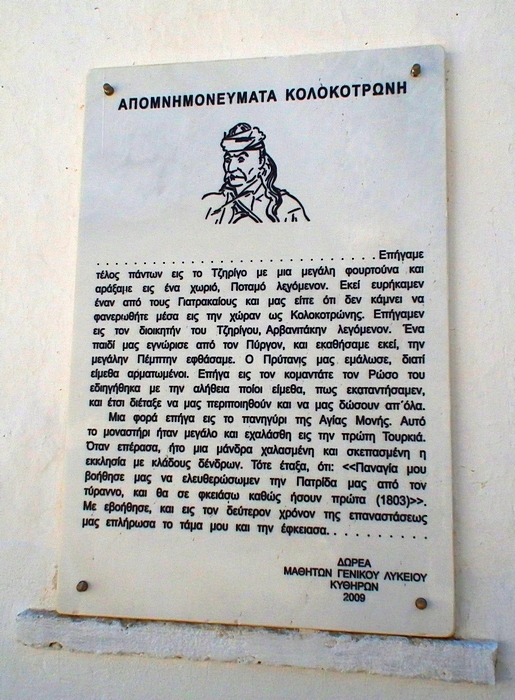 ΑΠΟΜΝΗΜΟΝΕΥΜΑΤΑ ΚΟΛΟΚΟΤΡΩΝΗ
. . . . . . . . . . . . . . . . . . . . . . . . . . . . . . . . . . . Επήγαμε
τέλος πάντων εις το Τζηρίγο με μια μεγάλη φουρτούνα και
αράξαμε εις ένα χωριό, Ποταμό λεγόμενον. Εκεί ευρήκαμεν
έναν από τους Γιατρακαίους και μας είπε ότι δεν κάμνει να
φανερωθήτε μέσα εις την χώραν ως Κολοκοτρώνης. Επήγαμεν
εις τον διοικητήν του Τζηρίγου, Αρβανιτάκην λεγόμενον. Ένα
παιδί μας εγνώρισε από τον Πύργον, και εκαθήσαμε εκεί, την
μεγάλην Πέμπτην εφθάσαμε. Ο Πρύτανις μας εμάλωσε, διατί
είμεθα αρματωμένοι. Επήγα εις τον κομαντάτε τον Ρώσο του
εδιηγήθηκα με την αλήθεια ποίοι είμεθα, πως εκαταντήσαμεν,
και έτσι διέταξε να μας περιποιηθούν και να μας δώσουν απ΄όλα.
Μια φορά επήγα εις το πανηγύρι της Αγίας Μονής. Αυτό
το μοναστήρι ήταν μεγάλο και εχαλάσθη εις την πρώτη Τουρκιά.
Όταν επέρασα, ήτο μια μάνδρα χαλασμένη και σκεπασμένη η
εκκλησία με κλάδους δένδρων. Τότε έταξα, ότι: <<Παναγία μου
βοήθησε μας να ελευθερώσωμεν την Πατρίδα μας από τον
τύραννο, και θα σε φκειάσω καθώς ήσουν πρώτα (1803)>>.
Με εβοήθησε, και εις τον δεύτερον χρόνον της επαναστάσεως
μας επλήρωσα το τάμα μου και την έφκειασα. . . . . . . . . . . . .
ΔΩΡΕΑ
ΜΑΘΗΤΩΝ ΓΕΝΙΚΟΥ ΛΥΚΕΙΟΥ
ΚΥΘΗΡΩΝ
2009